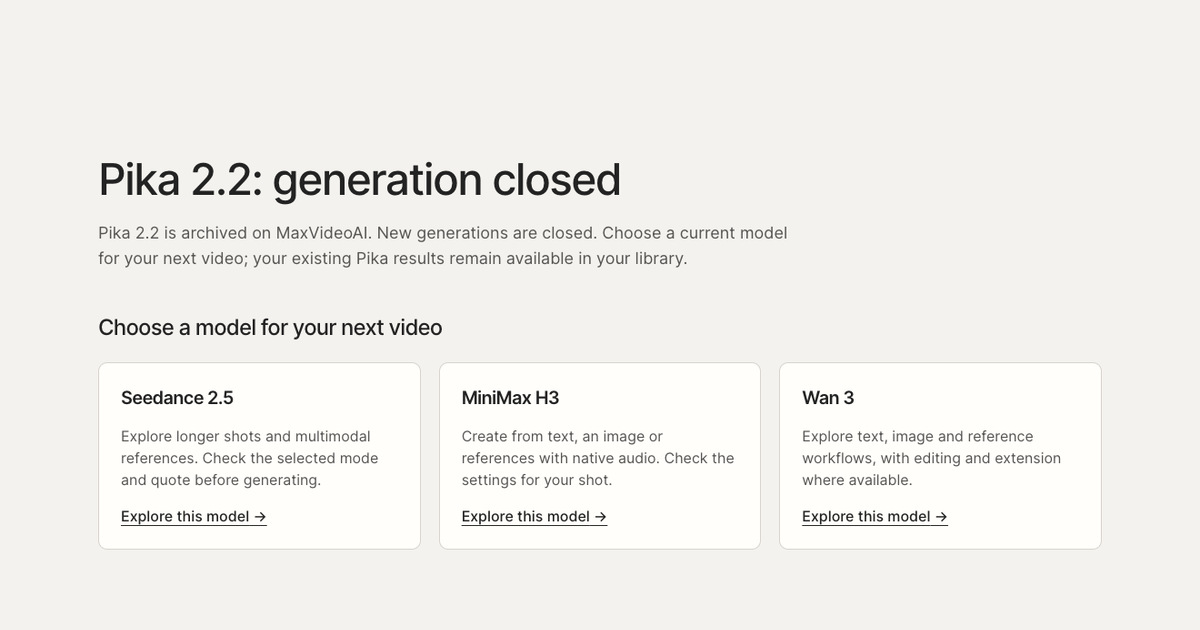 Pika 2.2: generation closed
Pika 2.2 is archived on MaxVideoAI. New generations are closed. Choose a current model
for your next video; your existing Pika results remain available in your library.
Choose a model for your next video
Seedance 2.5
Explore longer shots and multimodal
references. Check the selected mode
and quote before generating.
Explore this model →
MiniMax H3
Create from text, an image or
references with native audio. Check the
settings for your shot.
Explore this model →
Wan 3
Explore text, image and reference
workflows, with editing and extension
where available.
Explore this model →